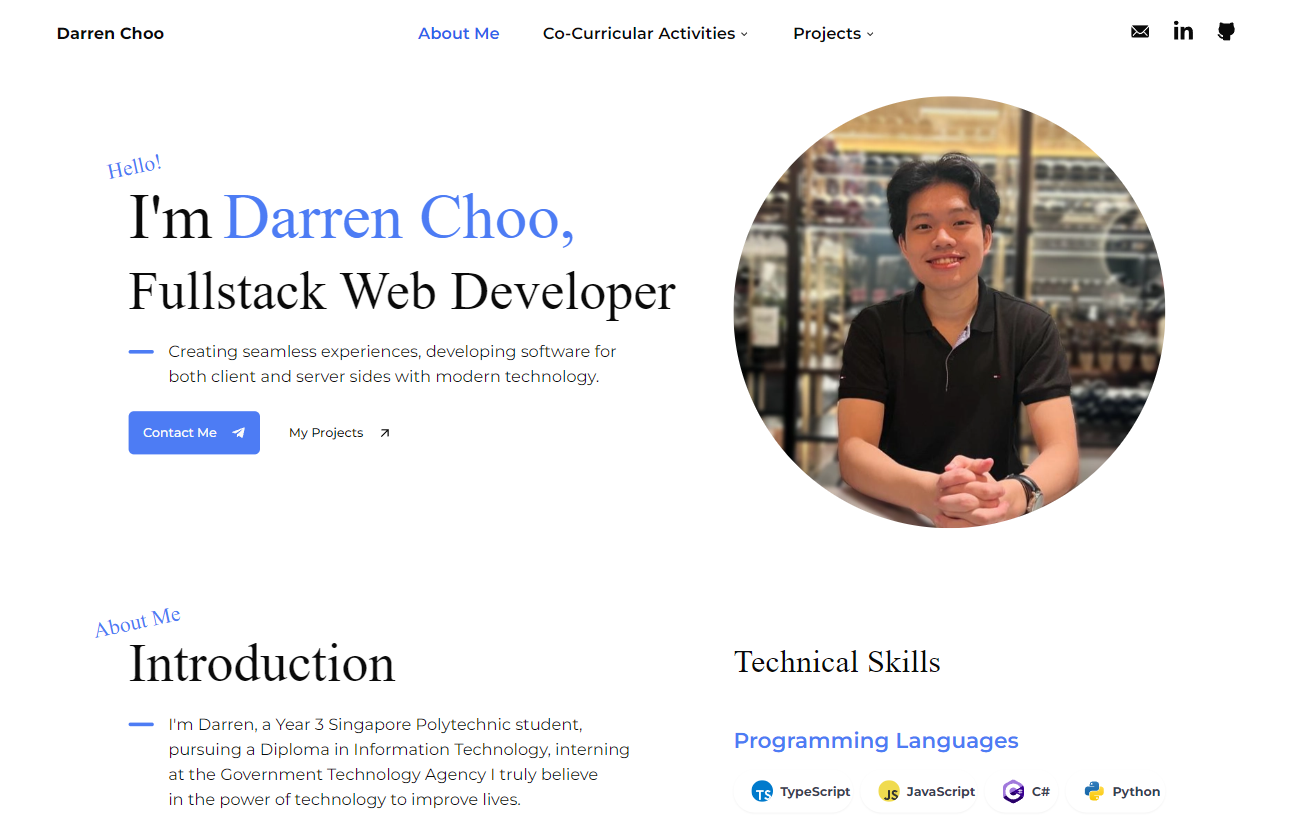 Darren Choo
About Me
Co-Curricular Activities
Projects
Hello!
I'm Darren Choo,
Fullstack Web Developer
Creating seamless experiences, developing software for
both client and server sides with modern technology.
Contact Me
My Projects
About Me
Introduction
I'm Darren, a Year 3 Singapore Polytechnic student,
pursuing a Diploma in Information Technology, interning
at the Government Technology Agency I truly believe
in the power of technology to improve lives.
Technical Skills
Programming Languages
TS TypeScript
JS JavaScript
C#
Python